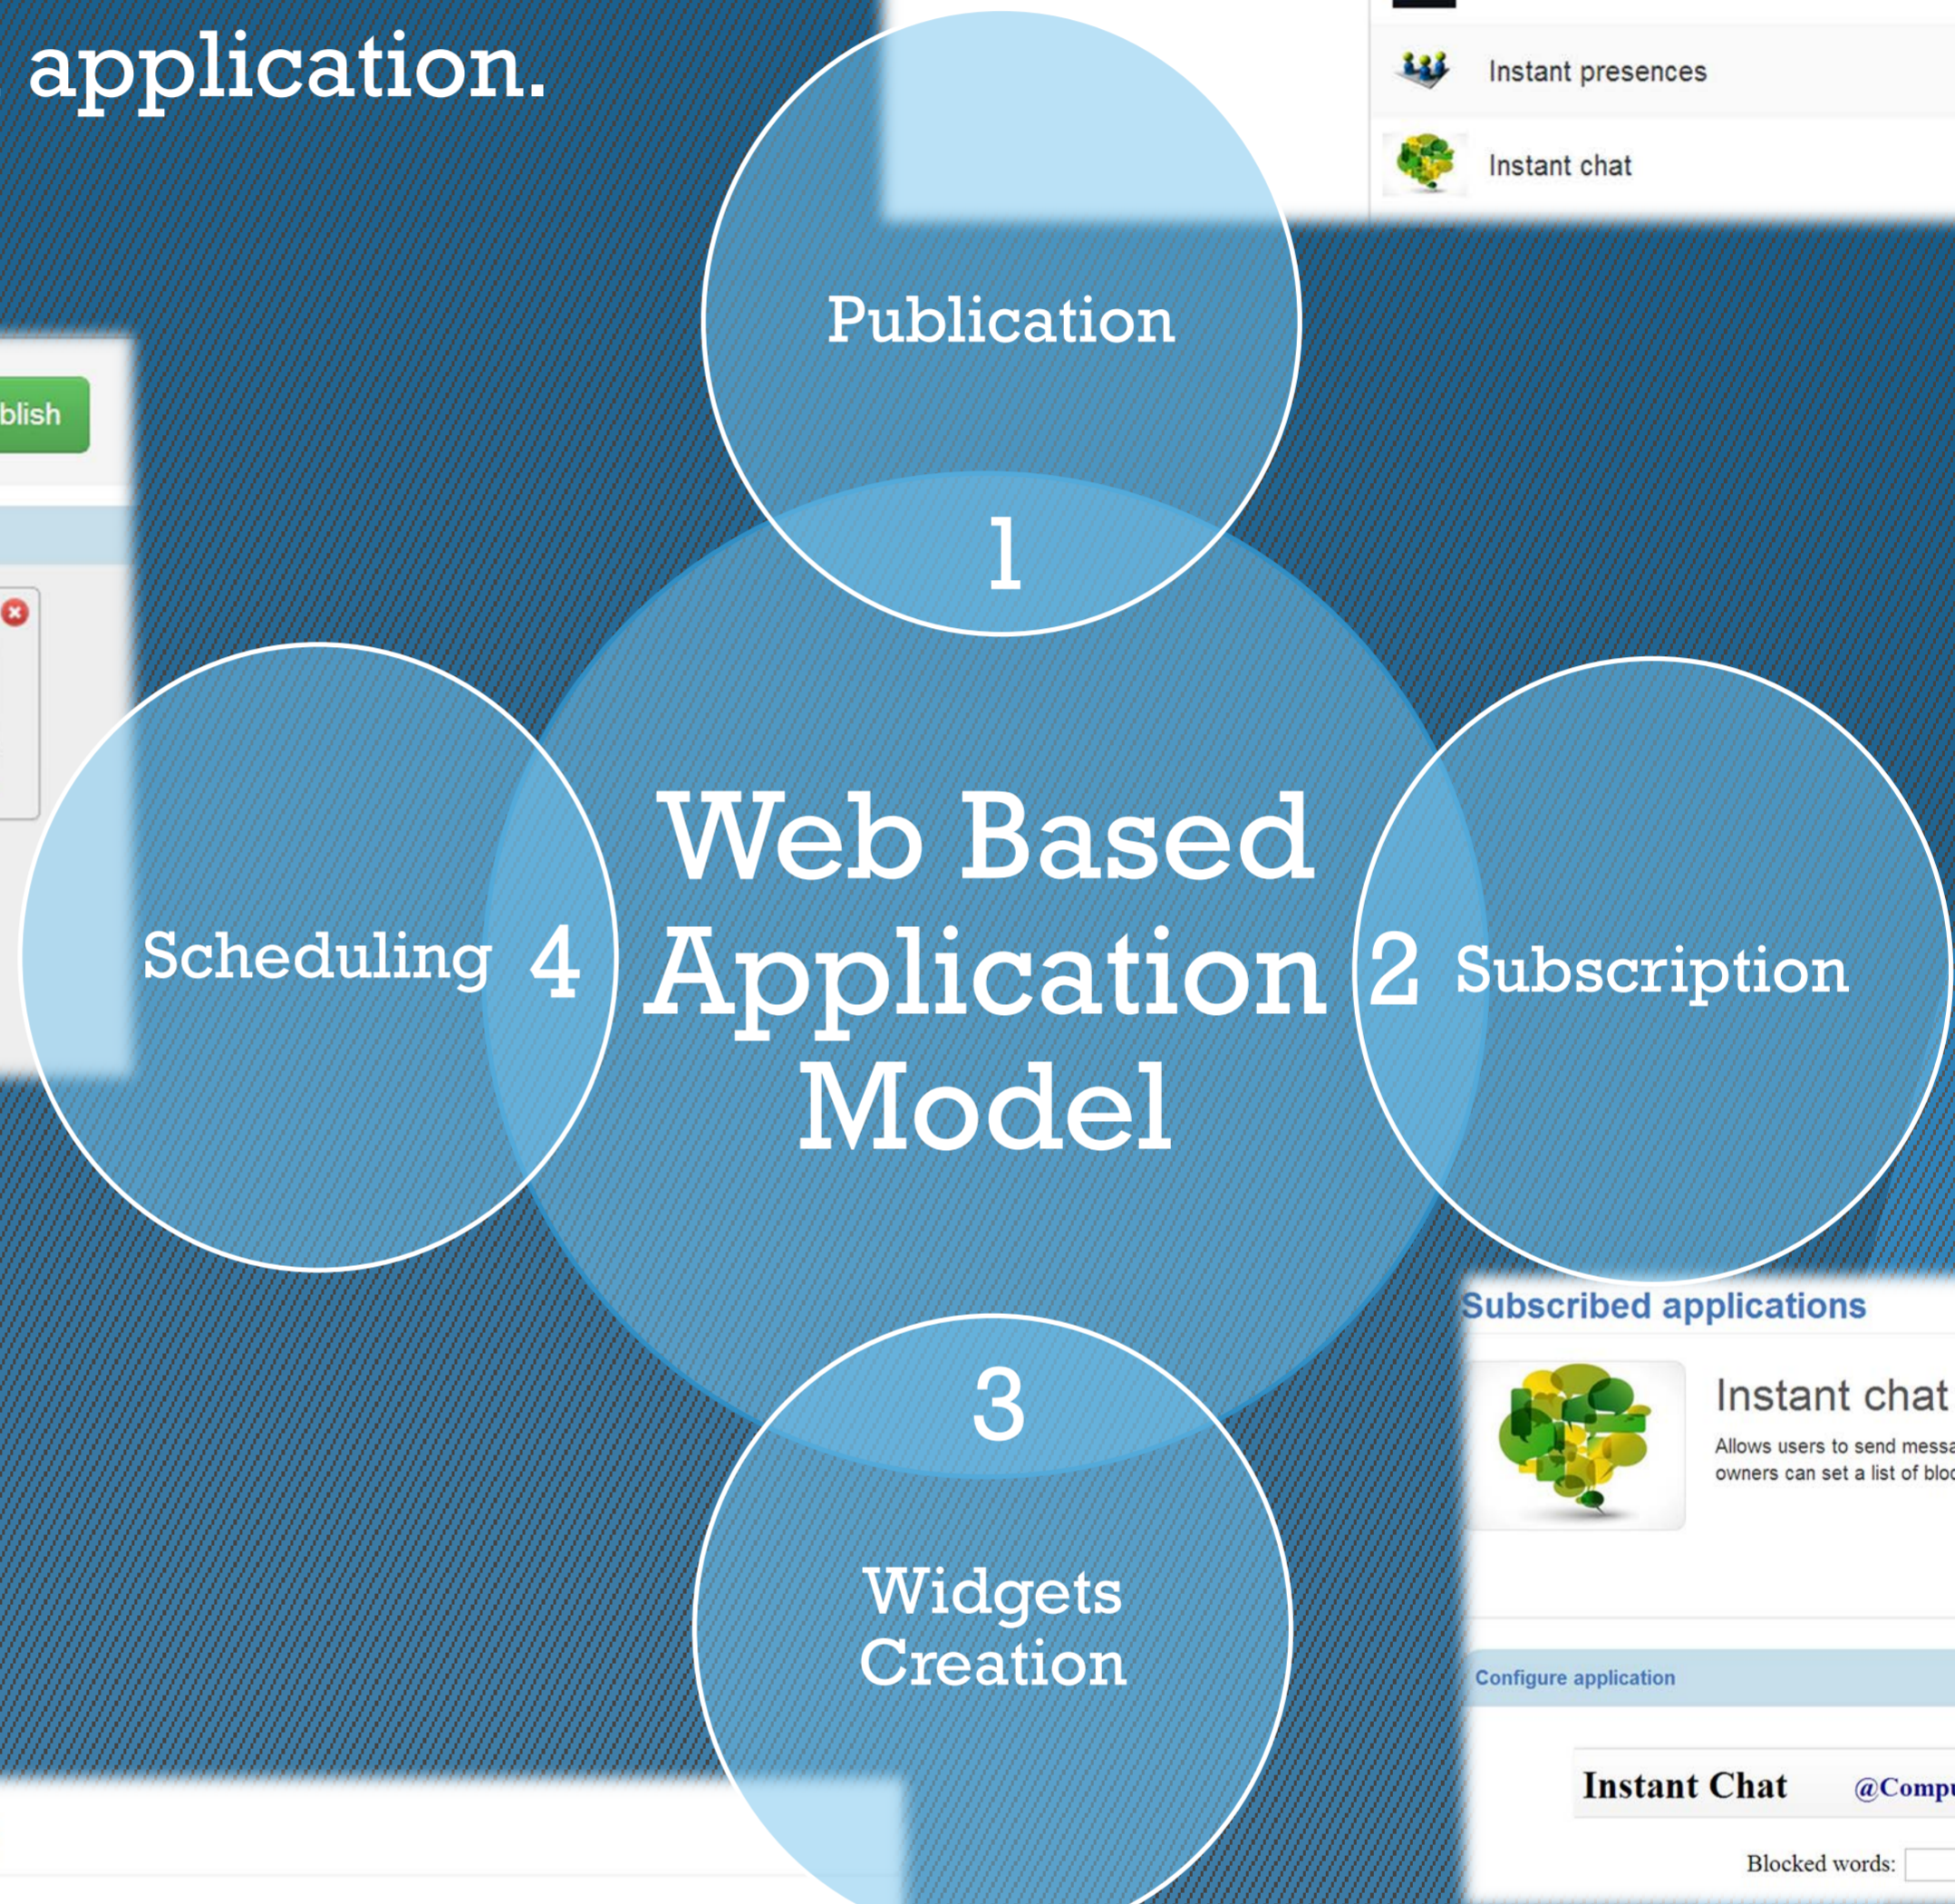 application.
Instant presences
Instant chat
Publication
blish
1
Web Based
Application
Model
Scheduling 4
2 Subscription
3
Widgets
Creation
Subscribed applications
Instant chat
Allows users to send messa
owners can set a list of bloc
Configure application
Instant Chat @Compu
Blocked words: